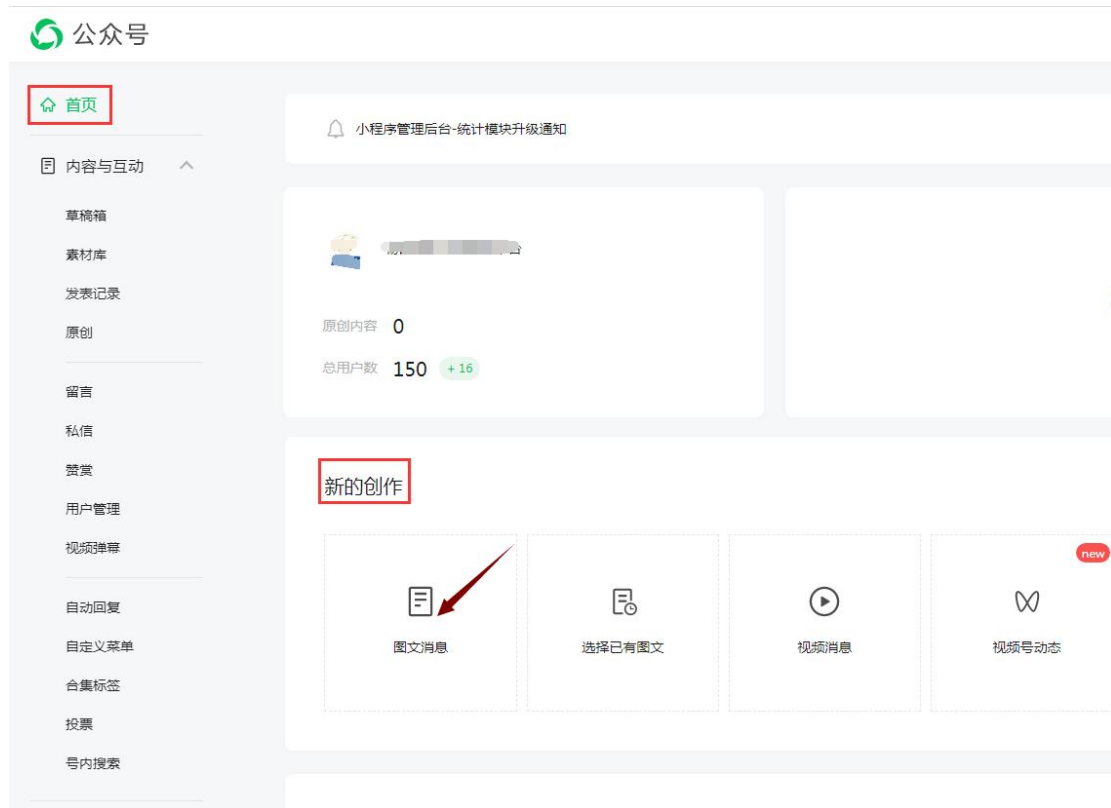 公众号
首页
内容与互动
草稿箱
素材库
发表记录
原创
留言
私信
赞赏
用户管理
视频弹幕
自动回复
自定义菜单
合集标签
投票
号内搜索
小程序管理后台-统计模块升级通知
原创内容 0
总用户数 150 +16
新的创作
图文消息
选择已有图文
视频消息
new
视频号动态